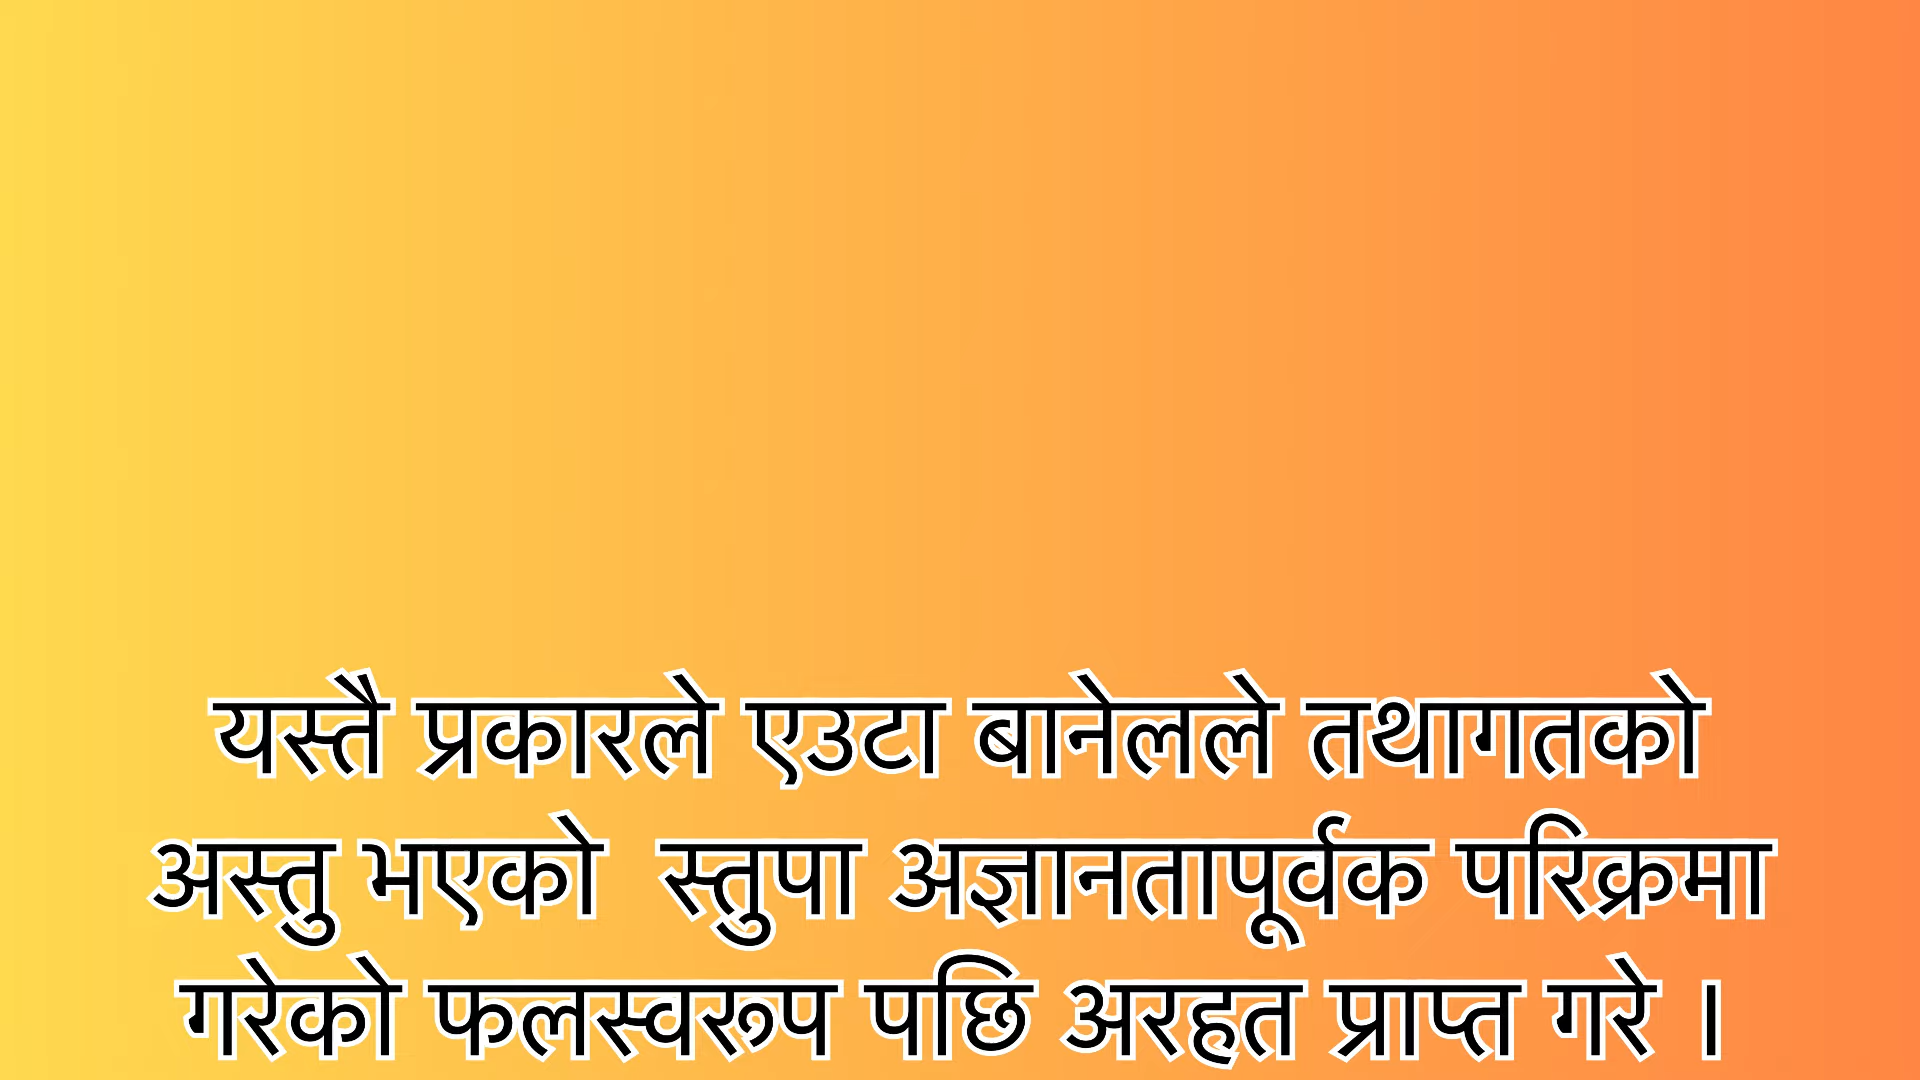 यस्तै प्रकारले एउटा बानेलले तथागतको
अस्तु भएको  स्तुपा अज्ञानतापूर्वक परिक्रमा
गरेको फलस्वरूप पछि अरहत प्राप्त गरे ।